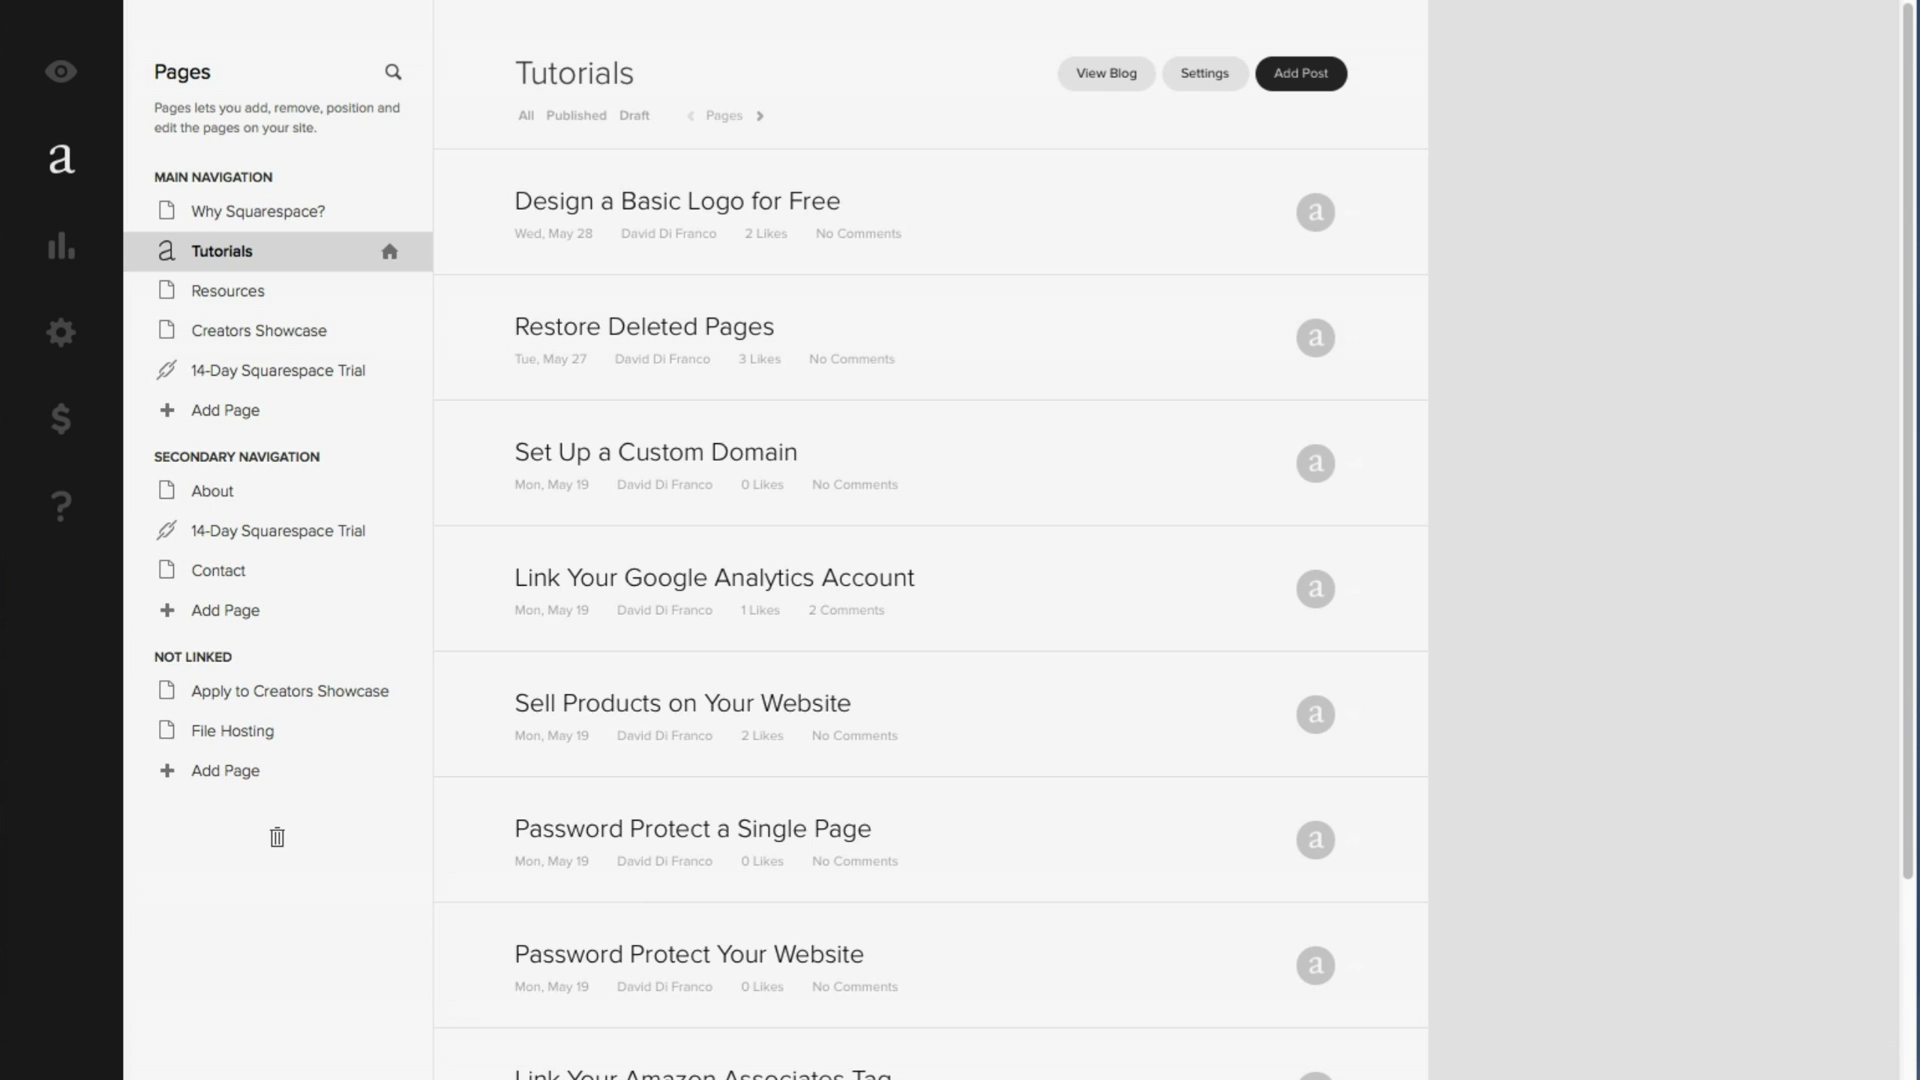 Pages
Pages lets you add, remove, position and
edit the pages on your site.
MAIN NAVIGATION
Why Squarespace?
a Tutorials
Resources
Creators Showcase
14-Day Squarespace Trial
+ Add Page
SECONDARY NAVIGATION
About
14-Day Squarespace Trial
Contact
+ Add Page
NOT LINKED
Apply to Creators Showcase
File Hosting
+ Add Page
a
$
?
Tutorials
View Blog Settings Add Post
All Published Draft Pages
Design a Basic Logo for Free
Wed, May 28 David Di Franco 2 Likes No Comments
a
Restore Deleted Pages
Tue, May 27 David Di Franco 3 Likes No Comments
a
Set Up a Custom Domain
Mon, May 19 David Di Franco 0 Likes No Comments
a
Link Your Google Analytics Account
Mon, May 19 David Di Franco 1 Likes 2 Comments
a
Sell Products on Your Website
Mon, May 19 David Di Franco 2 Likes No Comments
a
Password Protect a Single Page
Mon, May 19 David Di Franco 0 Likes No Comments
a
Password Protect Your Website
Mon, May 19 David Di Franco 0 Likes No Comments
a
Link Your Amazon Associates Tag